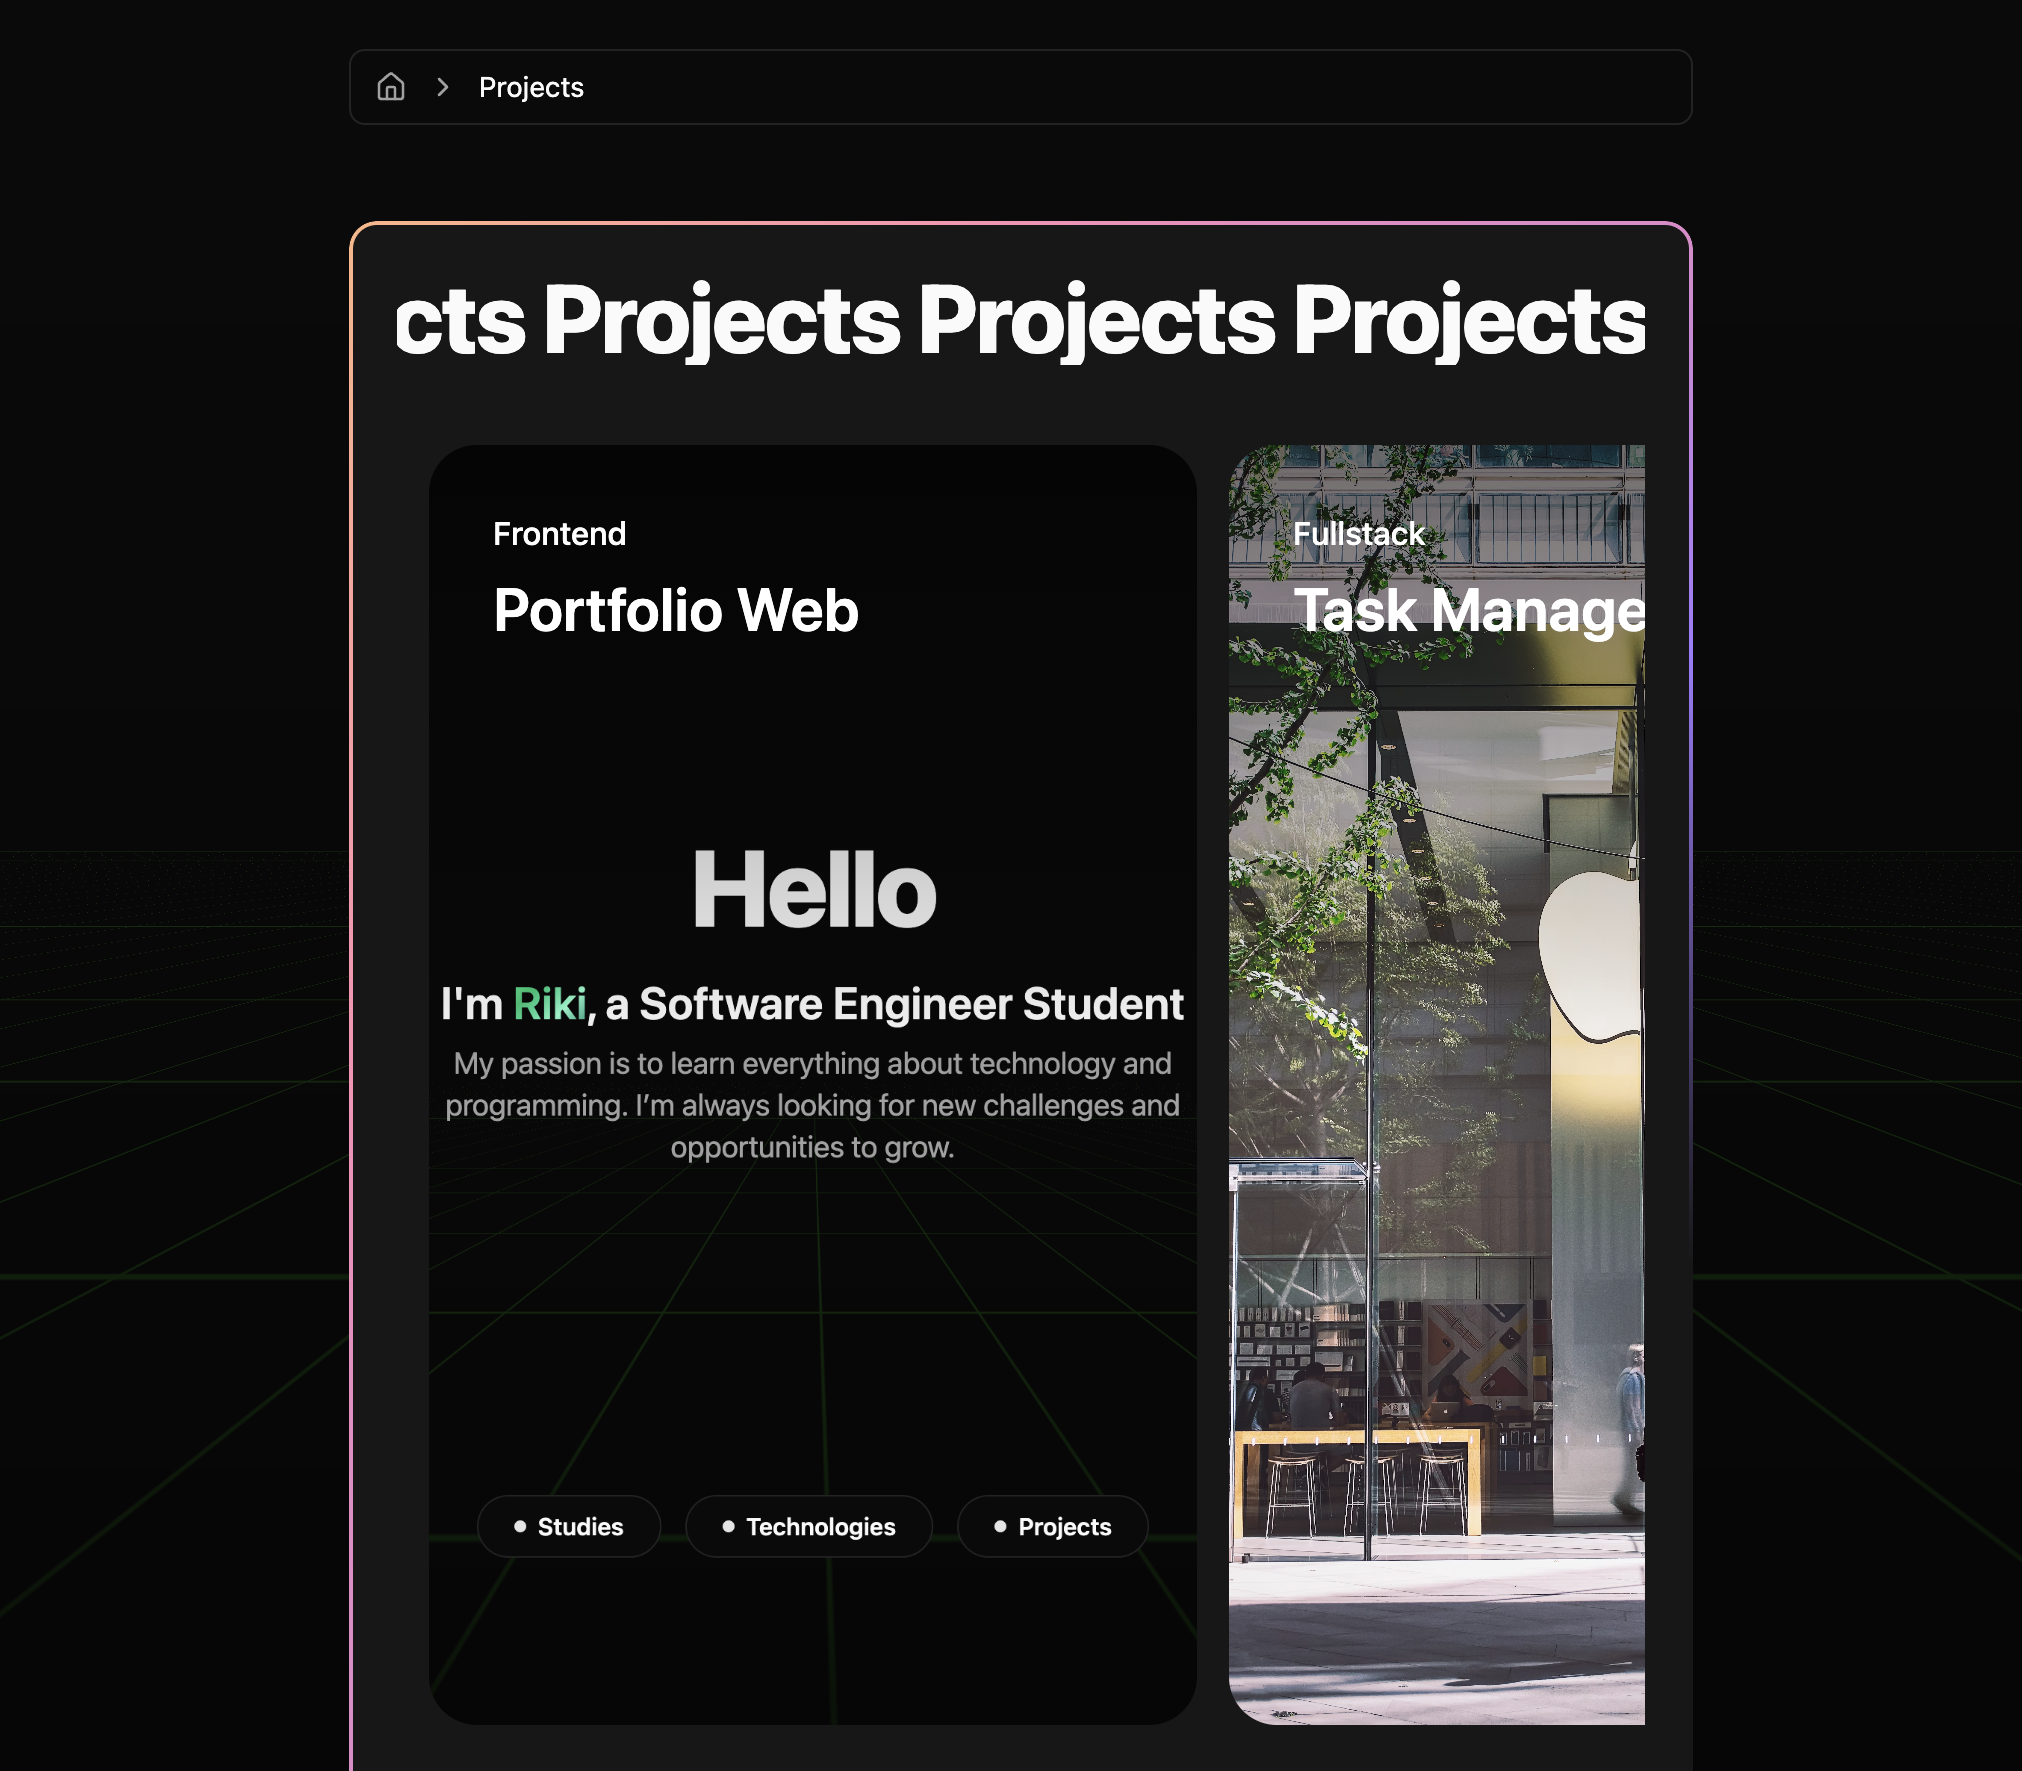 Projects
cts Projects Projects Projects
Frontend
Portfolio Web
Hello
I'm Riki, a Software Engineer Student
My passion is to learn everything about technology and
programming. I’m always looking for new challenges and
opportunities to grow.
Studies
Technologies
Projects
Fullstack
Task Manage